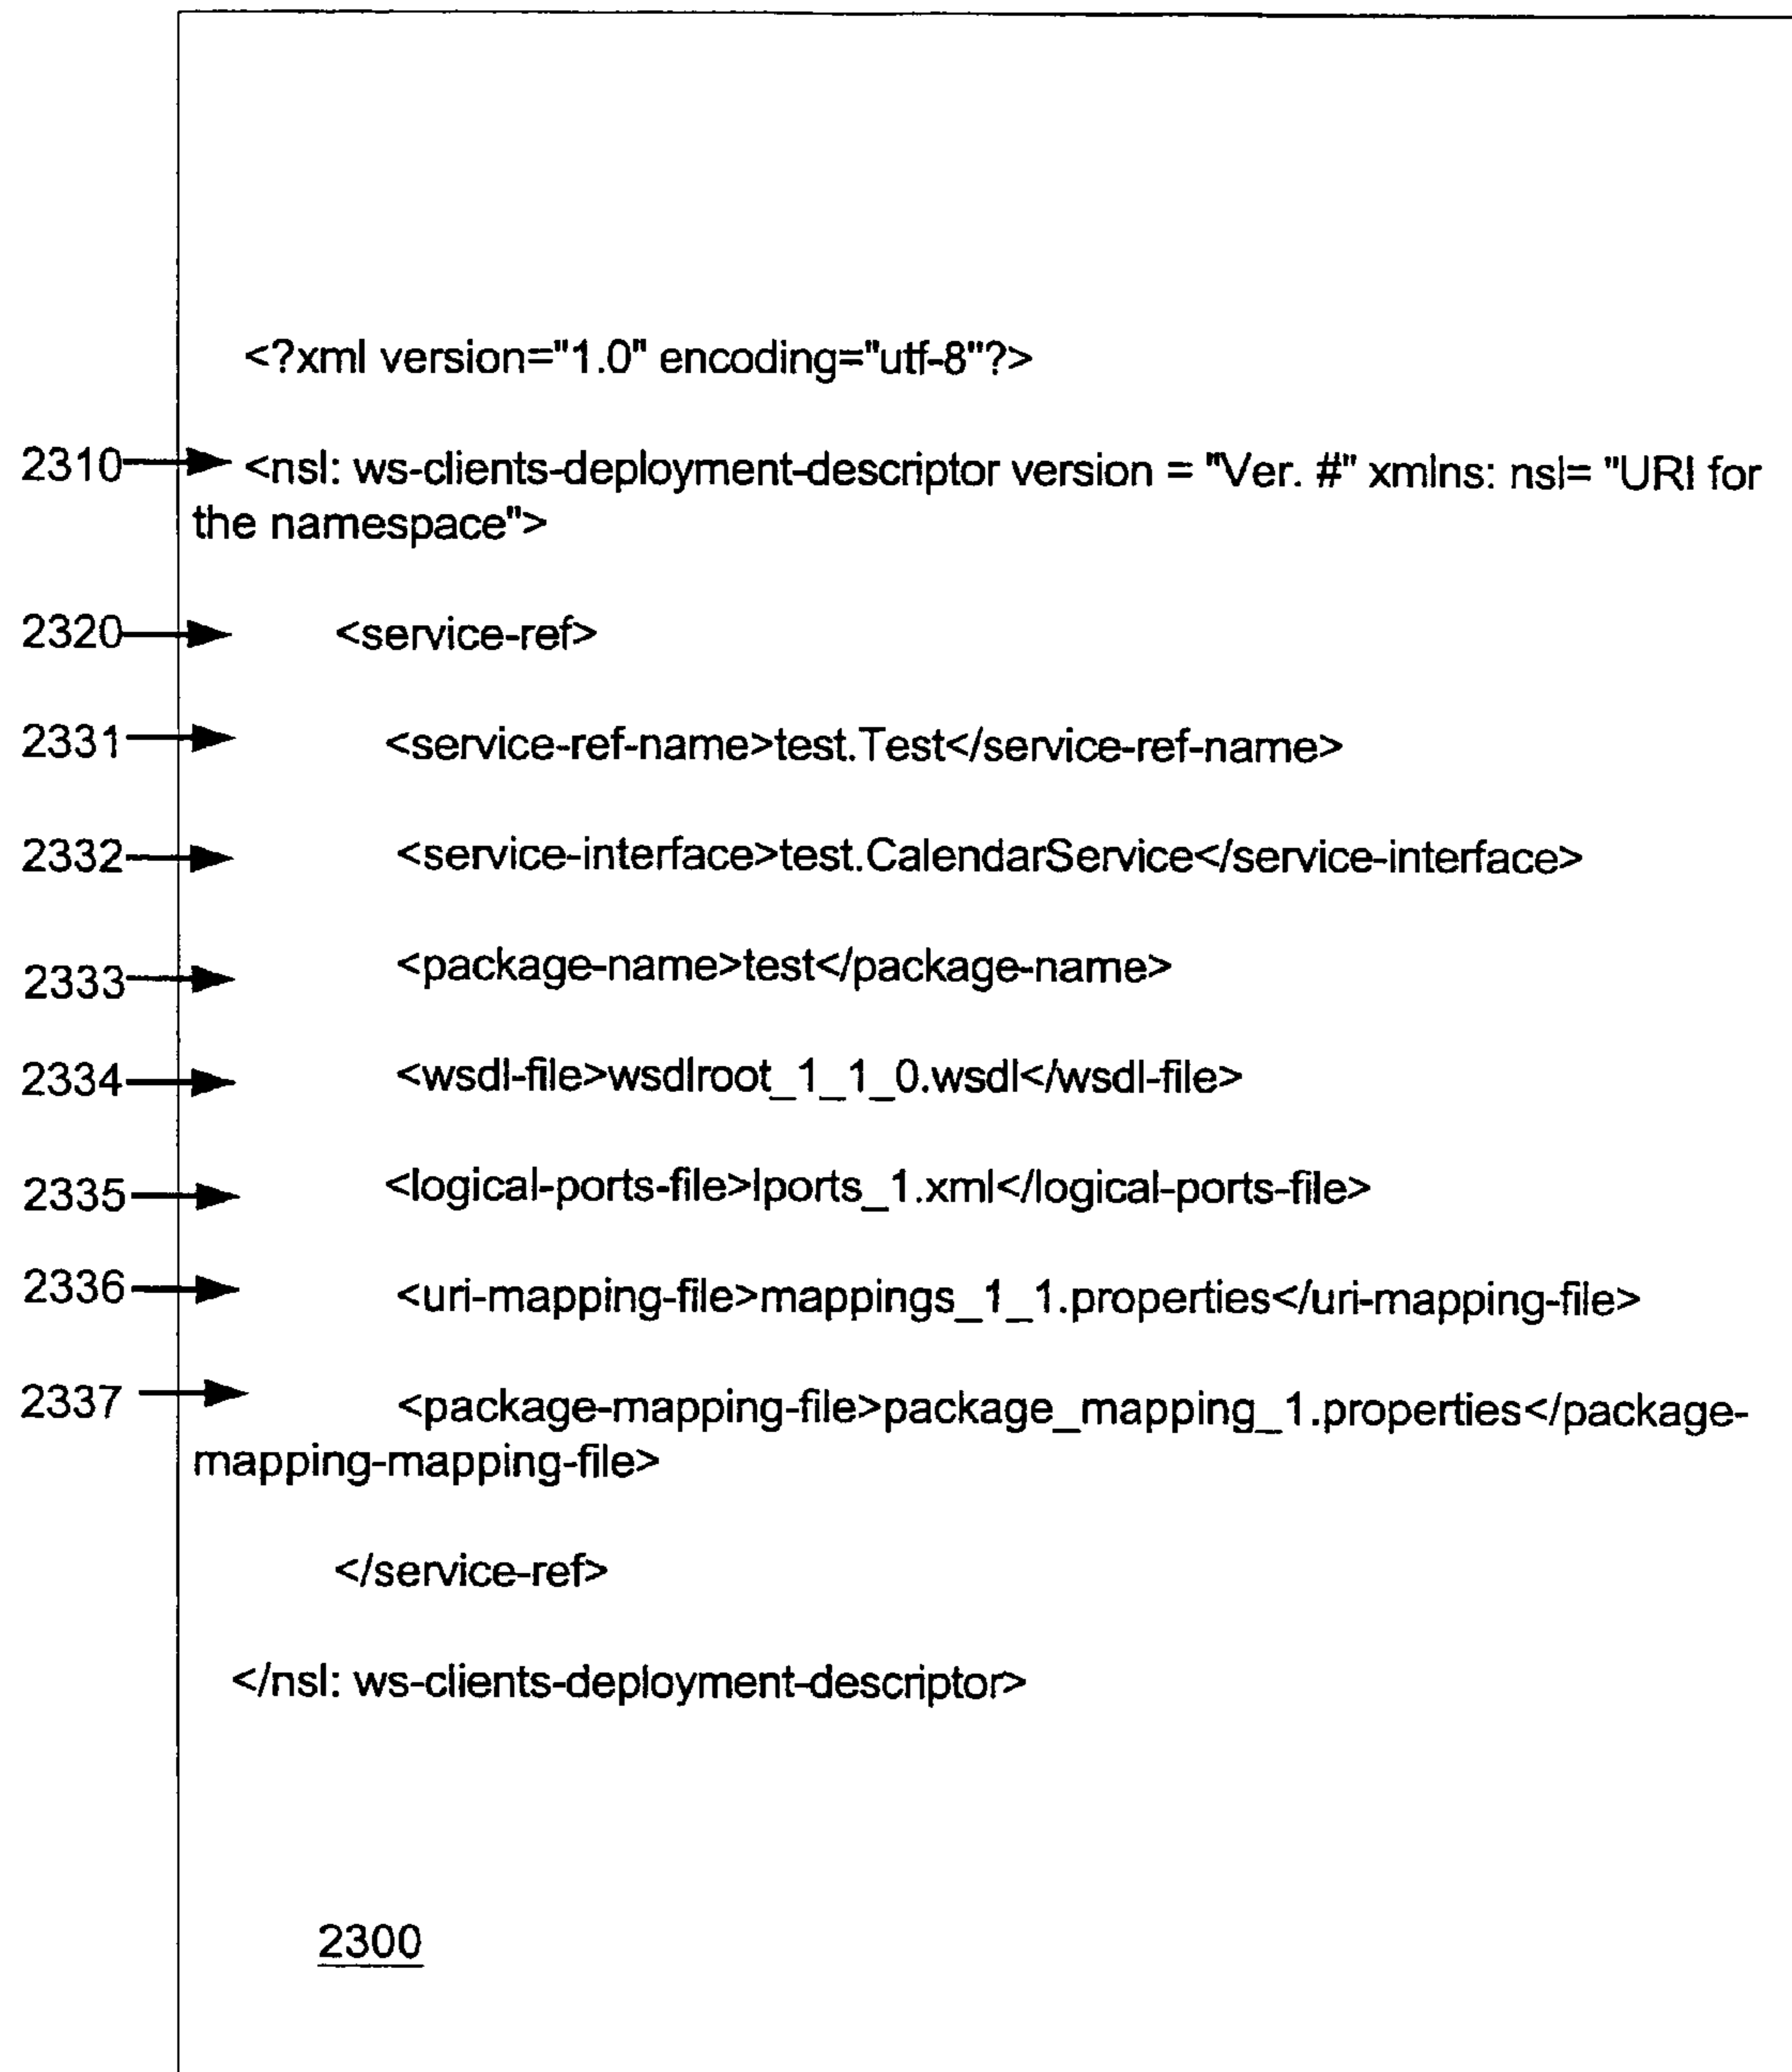 <?xml version="1.0" encoding="utf-8"?>
2310 <nsl: ws-clients-deployment-descriptor version = "Ver. #" xmlns: nsl= "URI for
the namespace">
2320 <service-ref>
2331 <service-ref-name>test.Test</service-ref-name>
2332 <service-interface>test.CalendarService</service-interface>
2333 <package-name>test</package-name>
2334 <wsdl-file>wsdlroot_1_1_0.wsdl</wsdl-file>
2335 <logical-ports-file>lports_1.xml</logical-ports-file>
2336 <uri-mapping-file>mappings_1_1.properties</uri-mapping-file>
2337 <package-mapping-file>package_mapping_1.properties</package-
mapping-mapping-file>
</service-ref>
</nsl: ws-clients-deployment-descriptor>
2300